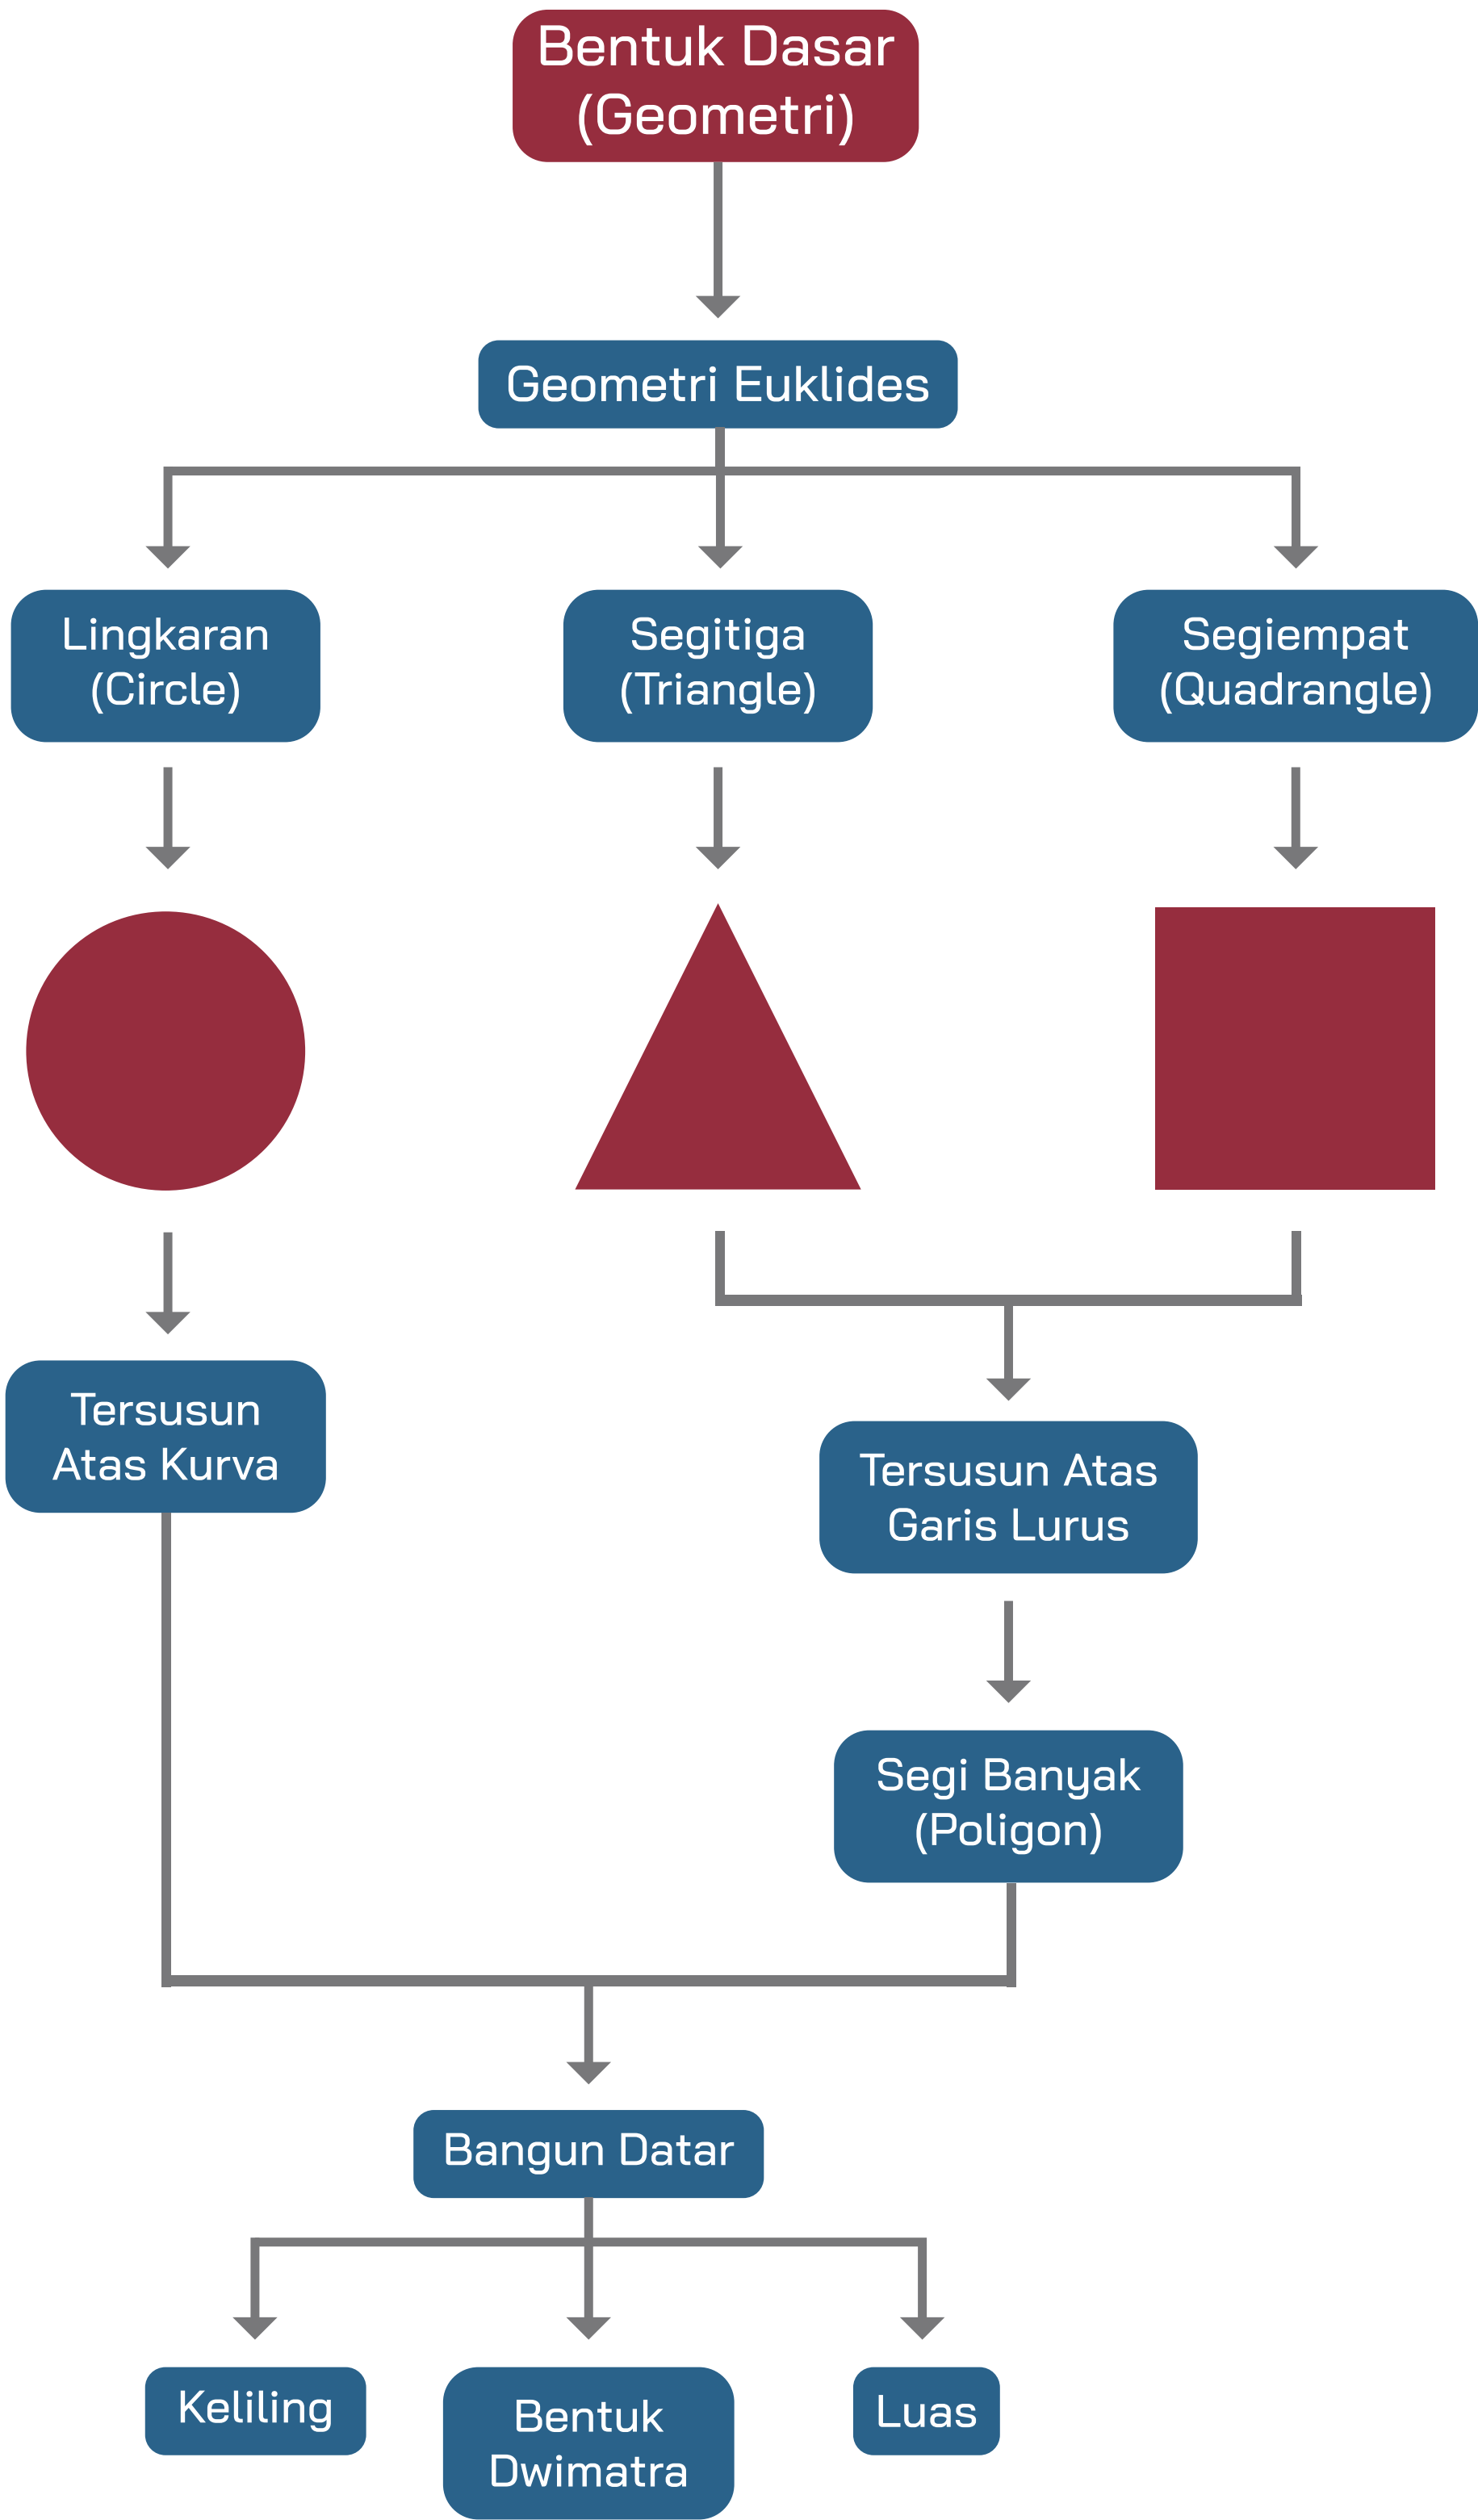 Bentuk Dasar
(Geometri)
Geometri Euklides
Lingkaran
(Circle)
Segitiga
(Triangle)
Segiempat
(Quadrangle)
Tersusun
Atas Kurva
Tersusun Atas
Garis Lurus
Segi Banyak
(Poligon)
Bangun Datar
Keliling
Bentuk
Dwimatra
Luas